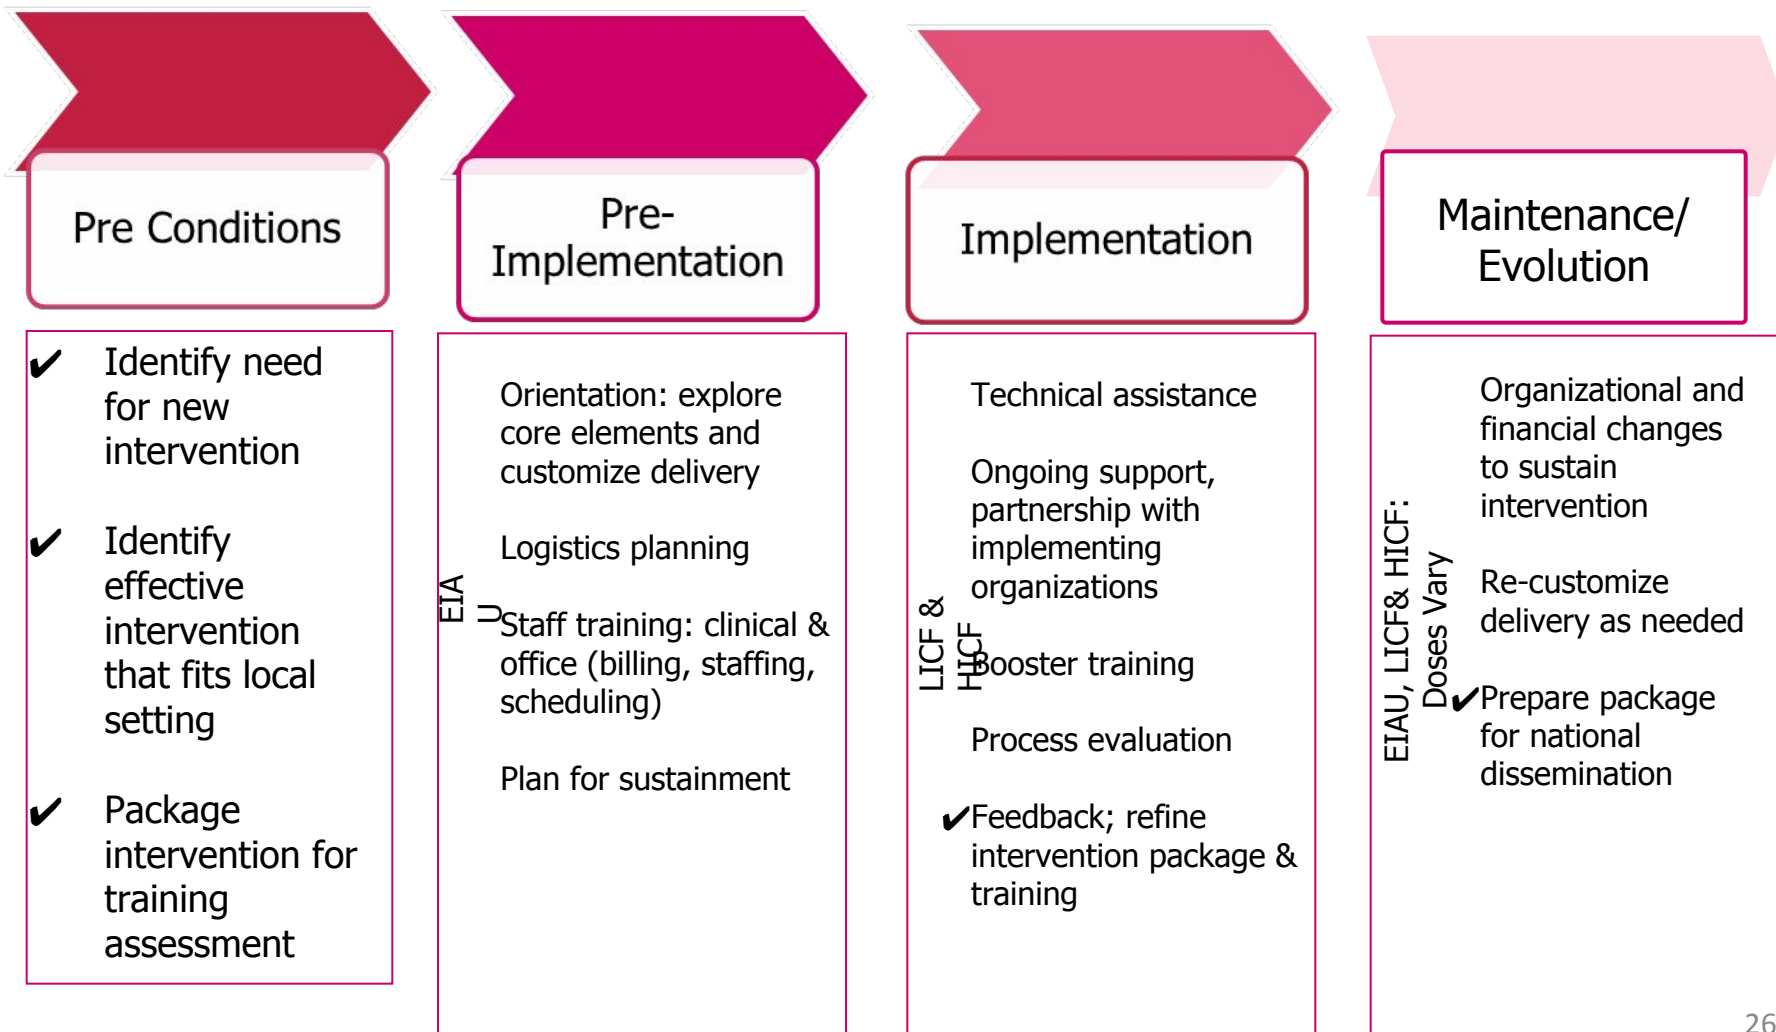 Pre Conditions
✔ Identify need
for new
intervention
✔ Identify
effective
intervention
that fits local
setting
✔ Package
intervention for
training
assessment
Pre-
Implementation
EIA
U
Orientation: explore
core elements and
customize delivery
Logistics planning
Staff training: clinical &
office (billing, staffing,
scheduling)
Plan for sustainment
Implementation
LICF &
HICF
Technical assistance
Ongoing support,
partnership with
implementing
organizations
Booster training
Process evaluation
✔Feedback; refine
intervention package &
training
Maintenance/
Evolution
EIAU, LICF& HICF:
Doses Vary
Organizational and
financial changes
to sustain
intervention
Re-customize
delivery as needed
✔Prepare package
for national
dissemination
26